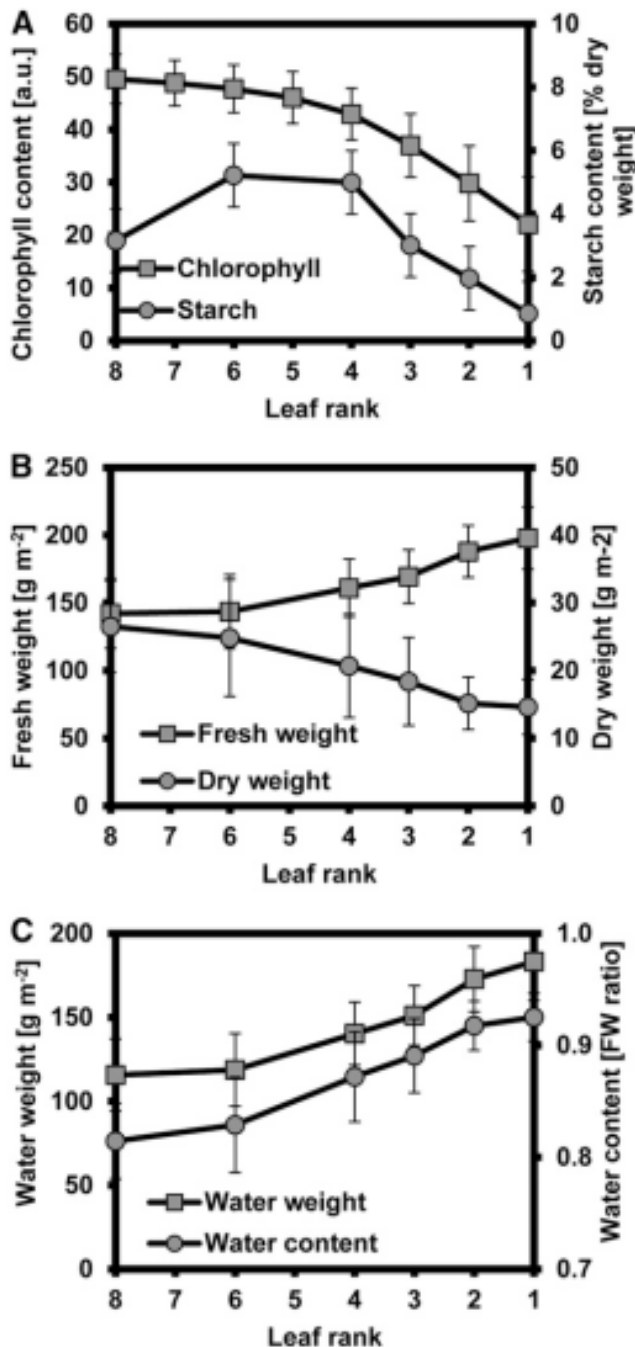 A
60
50
40
30
20
10
0
Chlorophyll content [a.u.]
10
8
6
4
2
0
Starch content [% dry
weight]
Chlorophyll
Starch
8 7 6 5 4 3 2 1
Leaf rank
B
250
200
150
100
50
0
Fresh weight [g m-2]
50
40
30
20
10
0
Dry weight [g m-2]
Fresh weight
Dry weight
8 7 6 5 4 3 2 1
Leaf rank
C
200
150
100
50
0
Water weight [g m-2]
1.0
0.9
0.8
0.7
Water content [FW ratio]
Water weight
Water content
8 7 6 5 4 3 2 1
Leaf rank